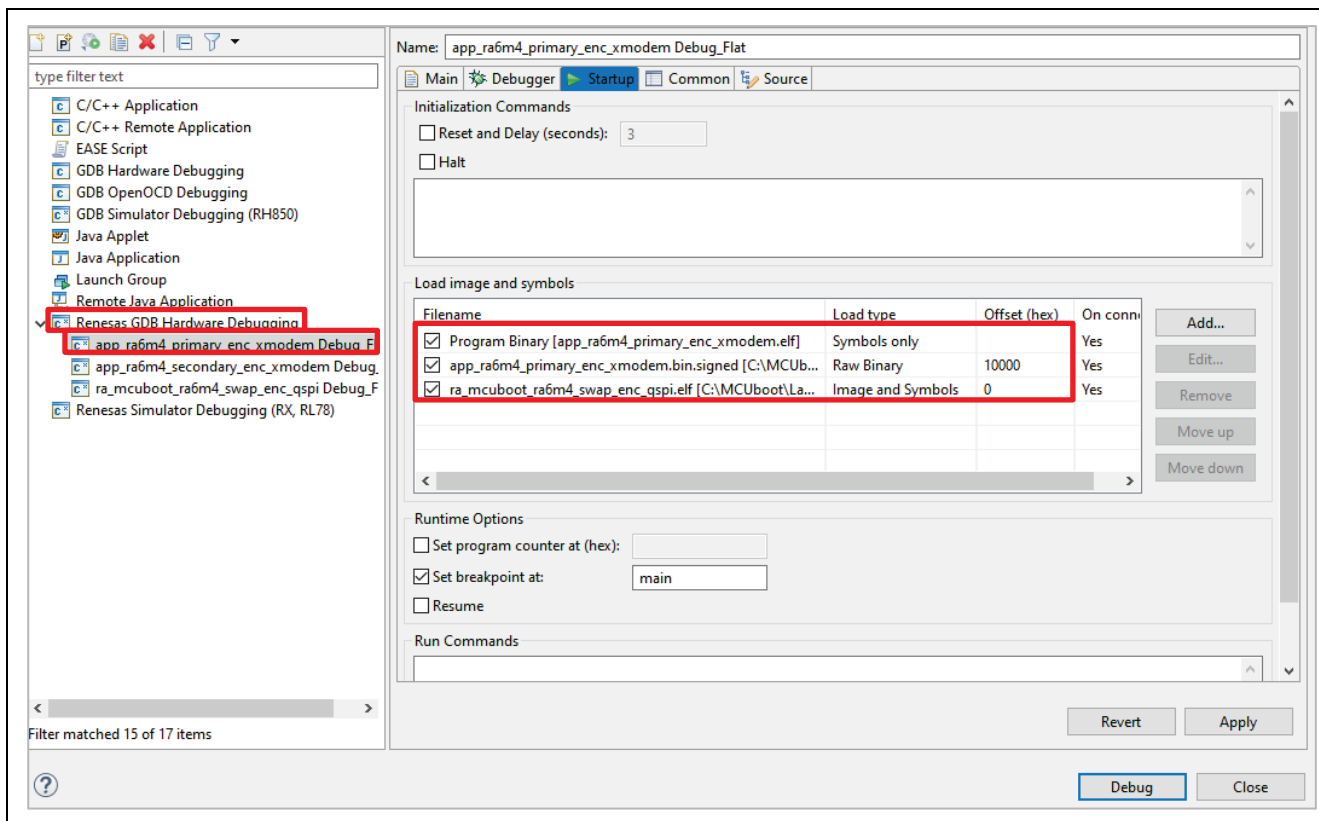 Name: app_ra6m4_primary_enc_xmodem Debug_Flat
type filter text
C/C++ Application
C/C++ Remote Application
EASE Script
GDB Hardware Debugging
GDB OpenOCD Debugging
GDB Simulator Debugging (RH850)
Java Applet
Java Application
Launch Group
Remote Java Application
Renesas GDB Hardware Debugging
app_ra6m4_primary_enc_xmodem Debug_Fl
app_ra6m4_secondary_enc_xmodem Debug_
ra_mcuboot_ra6m4_swap_enc_qspi Debug_F
Renesas Simulator Debugging (RX, RL78)
Filter matched 15 of 17 items
Main Debugger Startup Common Source
Initialization Commands
Reset and Delay (seconds): 3
Halt
Load image and symbols
Filename Load type Offset (hex) On conn
Program Binary [app_ra6m4_primary_enc_xmodem.elf] Symbols only Yes
app_ra6m4_primary_enc_xmodem.bin.signed [C:\MCUb... Raw Binary 10000 Yes
ra_mcuboot_ra6m4_swap_enc_qspi.elf [C:\MCUboot\La... Image and Symbols 0 Yes
Add...
Edit...
Remove
Move up
Move down
Runtime Options
Set program counter at (hex):
Set breakpoint at: main
Resume
Run Commands
Revert Apply
Debug Close